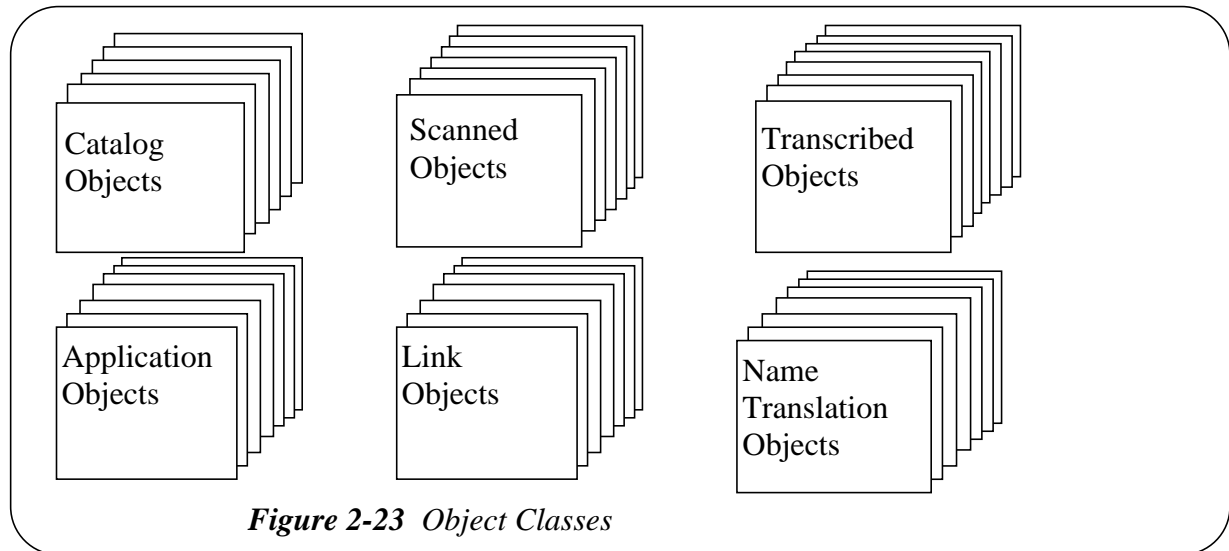 Catalog
Objects
Scanned
Objects
Transcribed
Objects
Application
Objects
Link
Objects
Name
Translation
Objects
Figure 2-23 Object Classes